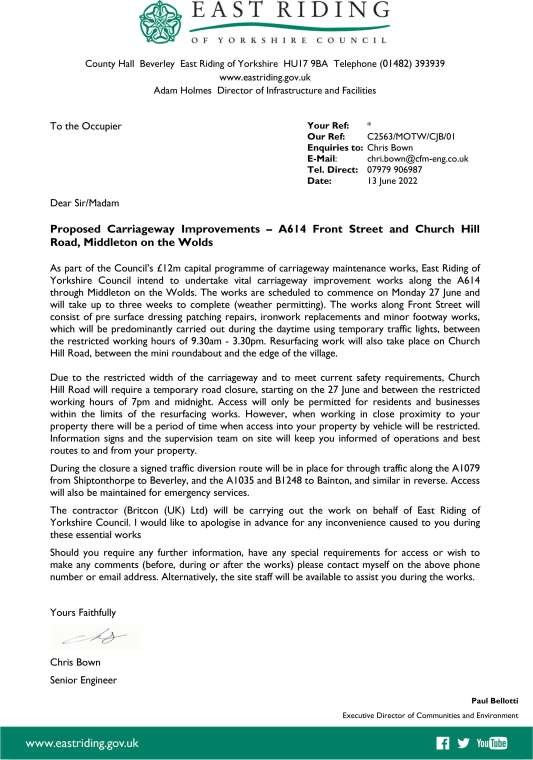 EAST RIDING
OF YORKSHIRE COUNCIL
County Hall Beverley East Riding of Yorkshire HU17 9BA Telephone (01482) 393939
www.eastriding.gov.uk
Adam Holmes Director of Infrastructure and Facilities
To the Occupier
Your Ref: *
Our Ref: C2563/MOTW/CJB/01
Enquiries to: Chris Bown
E-Mail: chri.bown@cfm-eng.co.uk
Tel. Direct: 07979 906987
Date: 13 June 2022
Dear Sir/Madam
Proposed Carriageway Improvements – A614 Front Street and Church Hill
Road, Middleton on the Wolds
As part of the Council's £12m capital programme of carriageway maintenance works, East Riding of
Yorkshire Council intend to undertake vital carriageway improvement works along the A614
through Middleton on the Wolds. The works are scheduled to commence on Monday 27 June and
will take up to three weeks to complete (weather permitting). The works along Front Street will
consist of pre surface dressing patching repairs, ironwork replacements and minor footway works,
which will be predominantly carried out during the daytime using temporary traffic lights, between
the restricted working hours of 9.30am - 3.30pm. Resurfacing work will also take place on Church
Hill Road, between the mini roundabout and the edge of the village.
Due to the restricted width of the carriageway and to meet current safety requirements, Church
Hill Road will require a temporary road closure, starting on the 27 June and between the restricted
working hours of 7pm and midnight. Access will only be permitted for residents and businesses
within the limits of the resurfacing works. However, when working in close proximity to your
property there will be a period of time when access into your property by vehicle will be restricted.
Information signs and the supervision team on site will keep you informed of operations and best
routes to and from your property.
During the closure a signed traffic diversion route will be in place for through traffic along the A1079
from Shiptonthorpe to Beverley, and the A1035 and B1248 to Bainton, and similar in reverse. Access
will also be maintained for emergency services.
The contractor (Britcon (UK) Ltd) will be carrying out the work on behalf of East Riding of
Yorkshire Council. I would like to apologise in advance for any inconvenience caused to you during
these essential works
Should you require any further information, have any special requirements for access or wish to
make any comments (before, during or after the works) please contact myself on the above phone
number or email address. Alternatively, the site staff will be available to assist you during the works.
Yours Faithfully
Chris Bown
Senior Engineer
Paul Bellotti
Executive Director of Communities and Environment
www.eastriding.gov.uk
YouTube